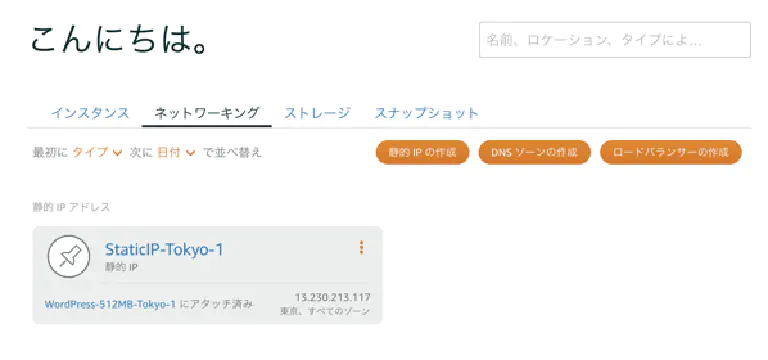 こんにちは。
名前、ロケーション、タイプによ...
インスタンス ネットワーキング ストレージ スナップショット
最初に タイプ 次に 日付 で並べ替え 静的 IP の作成 DNS ゾーンの作成 ロードバランサーの作成
静的 IP アドレス
StaticIP-Tokyo-1
静的 IP
WordPress-512MB-Tokyo-1 にアタッチ済み 13.230.213.117
東京、すべてのゾーン